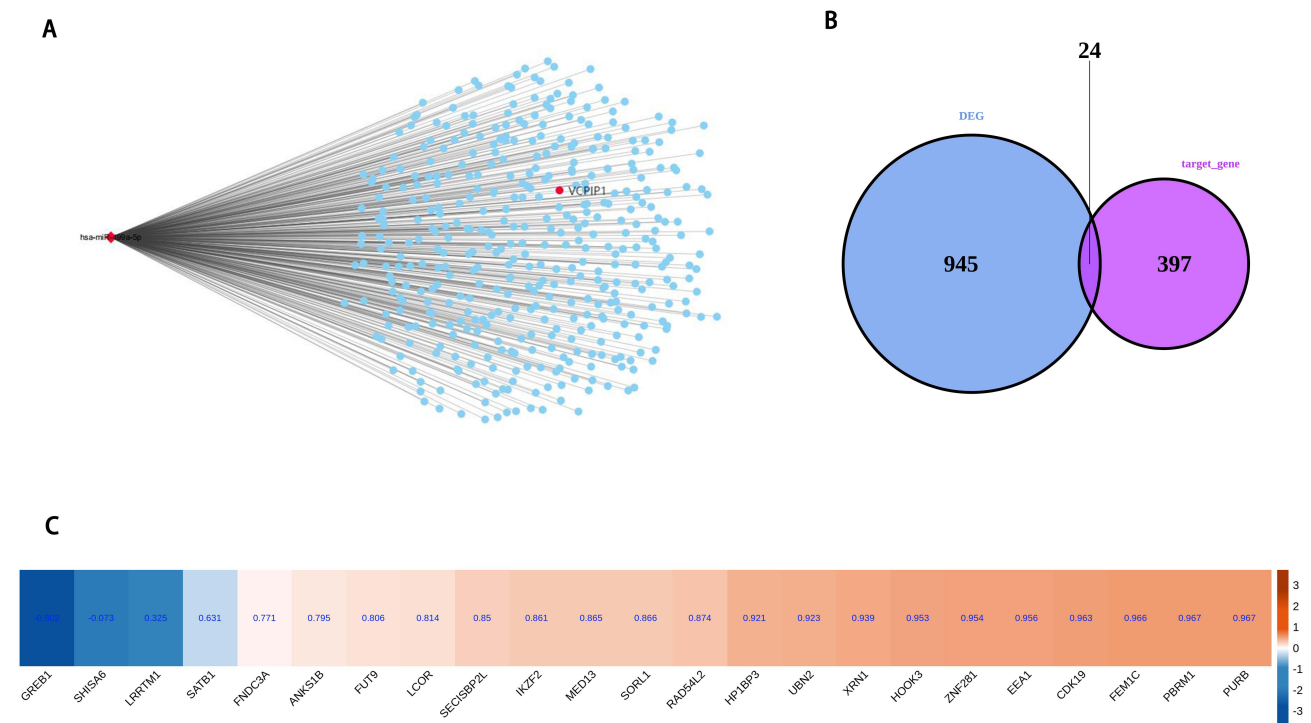 A
B
24
DEG
target_gene
VCPIP1
945
397
C
-0.073
0.325
0.631
0.771
0.795
0.806
0.814
0.85
0.861
0.865
0.866
0.874
0.921
0.923
0.939
0.953
0.954
0.956
0.963
0.966
0.967
0.967
3
2
1
0
-1
-2
-3
GREB1
SHISA6
LRRTM1
SATB1
FNDC3A
ANKS1B
FUT9
LCOR
SECISBP2L
IKZF2
MED13
SORL1
RAD54L2
HP1BP3
UBN2
XRN1
HOOK3
ZNF281
EEA1
CDK19
FEM1C
PBRM1
PURB